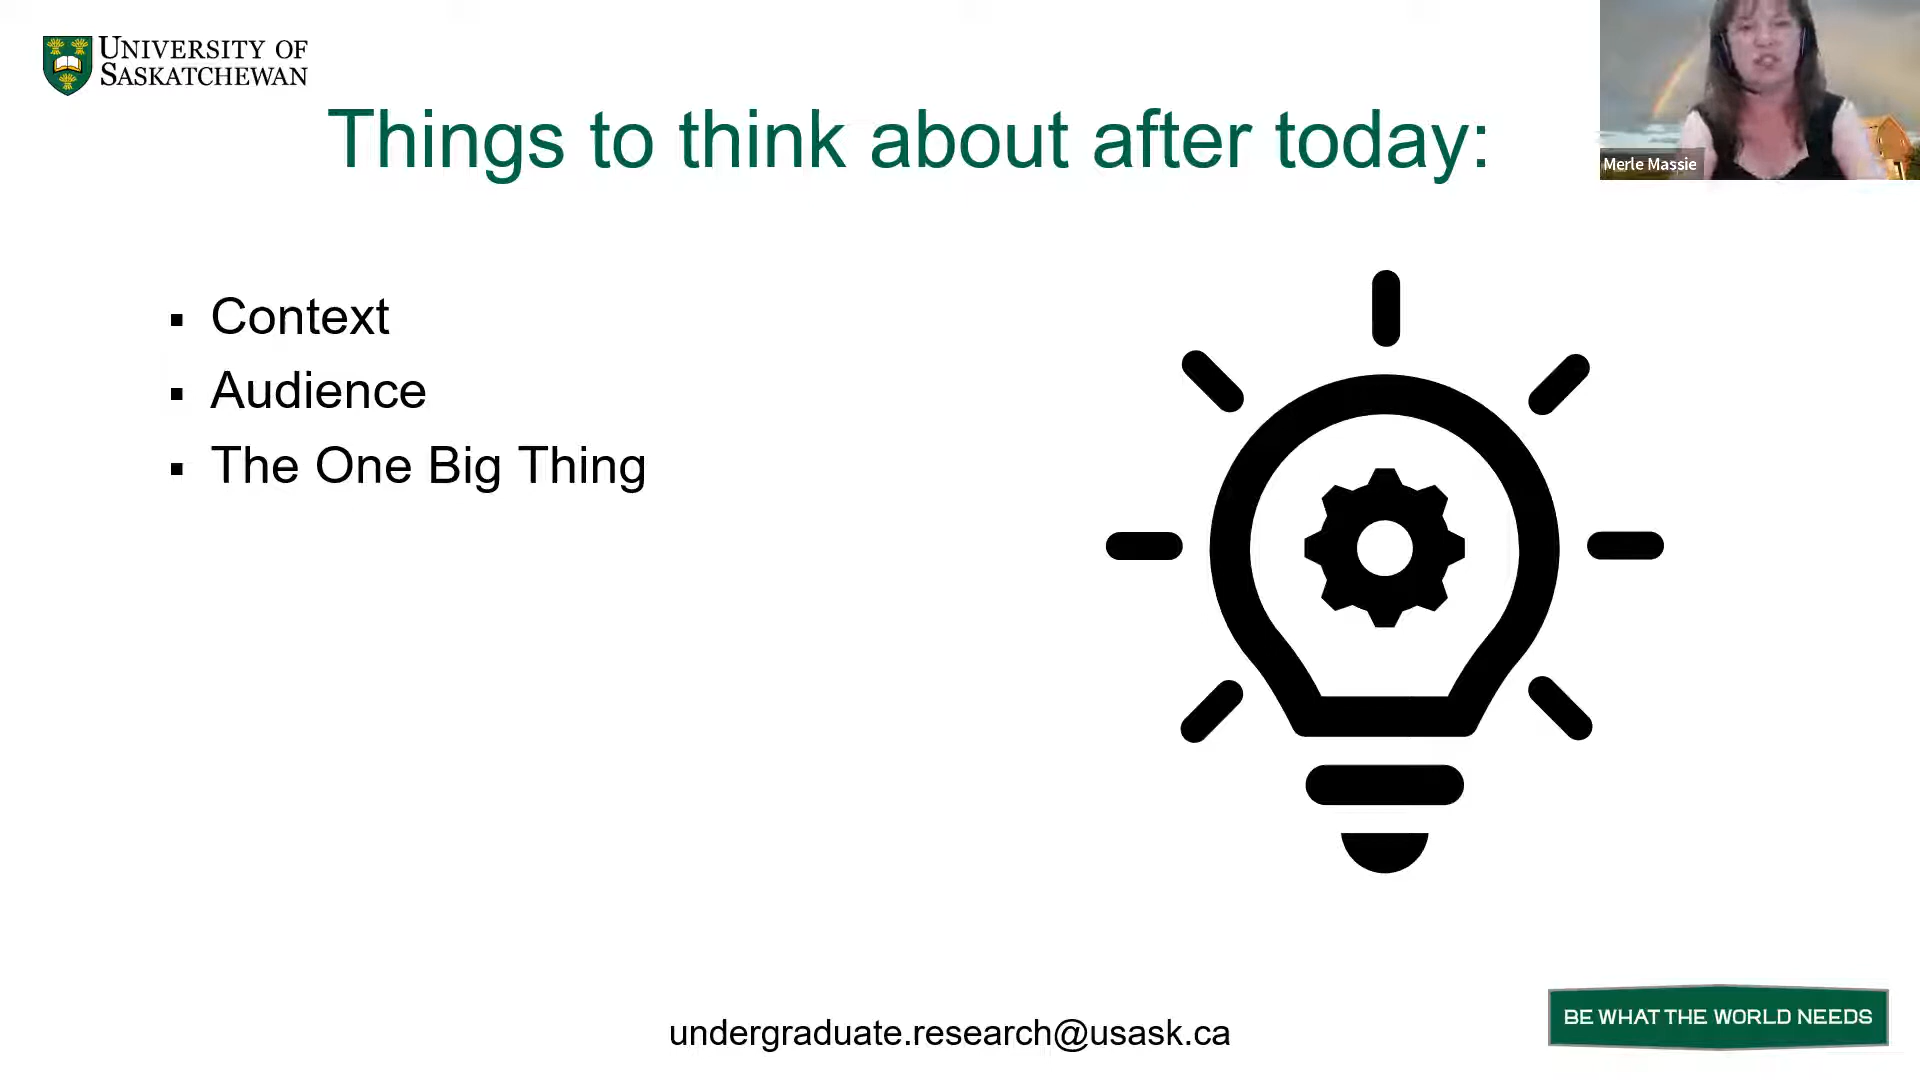 UNIVERSITY OF
SASKATCHEWAN
Things to think about after today:
Merle Massie
▪ Context
▪ Audience
▪ The One Big Thing
undergraduate.research@usask.ca
BE WHAT THE WORLD NEEDS